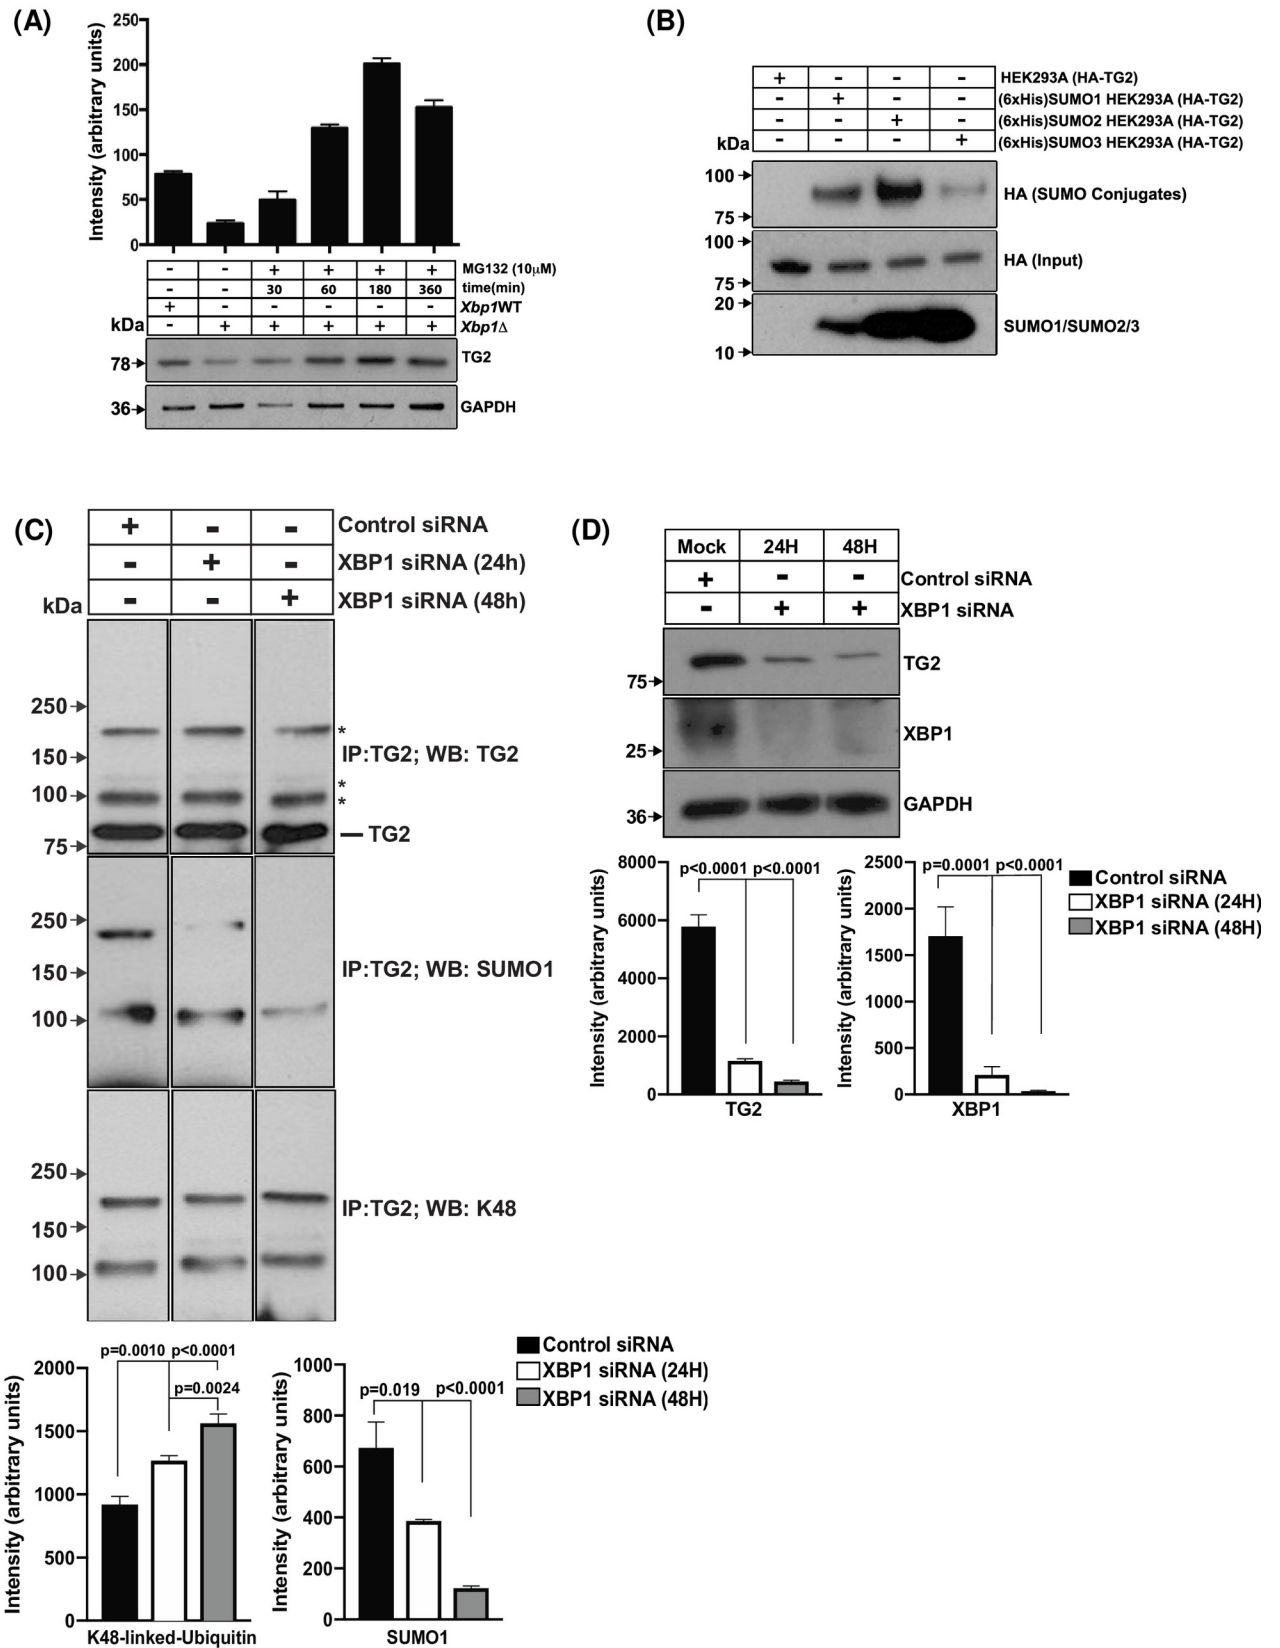 (A)
Intensity (arbitrary units)
250
200
150
100
50
0
- - + + + + MG132 (10µM)
- - 30 60 180 360 time(min)
+ - - - - - Xbp1WT
kDa - + + + + + Xbp1Δ
78 TG2
36 GAPDH
(B)
+ - - - HEK293A (HA-TG2)
- + - - (6xHis)SUMO1 HEK293A (HA-TG2)
- - + - (6xHis)SUMO2 HEK293A (HA-TG2)
kDa - - - + (6xHis)SUMO3 HEK293A (HA-TG2)
100
HA (SUMO Conjugates)
75
100
HA (Input)
75
20
SUMO1/SUMO2/3
10
(C)
+ - - Control siRNA
- + - XBP1 siRNA (24h)
kDa - - + XBP1 siRNA (48h)
250
*
150 IP:TG2; WB: TG2
*
100
*
TG2
75
250
150 IP:TG2; WB: SUMO1
100
250
IP:TG2; WB: K48
150
100
p=0.0010 p<0.0001
p=0.0024
Intensity (arbitrary units)
2000
1500
1000
500
0
K48-linked-Ubiquitin
p=0.019 p<0.0001
Intensity (arbitrary units)
1000
800
600
400
200
0
SUMO1
Control siRNA
XBP1 siRNA (24H)
XBP1 siRNA (48H)
(D)
Mock 24H 48H
+ - - Control siRNA
- + + XBP1 siRNA
TG2
75
XBP1
25
GAPDH
36
p<0.0001 p<0.0001
Intensity (arbitrary units)
8000
6000
4000
2000
0
TG2
p=0.0001 p<0.0001
Intensity (arbitrary units)
2500
2000
1500
1000
500
0
XBP1
Control siRNA
XBP1 siRNA (24H)
XBP1 siRNA (48H)